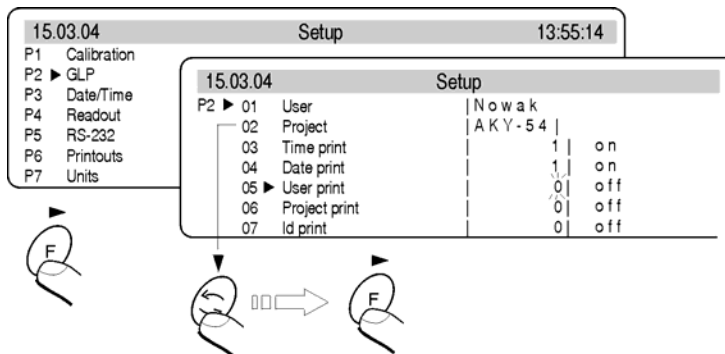 15.03.04 Setup 13:55:14
P1 Calibration
P2 ► GLP
P3 Date/Time
P4 Readout
P5 RS-232
P6 Printouts
P7 Units
15.03.04 Setup
P2 ► 01 User |Nowak
02 Project |AKY-54|
03 Time print | 1| on
04 Date print | 1| on
05 ► User print | 0| off
06 Project print | 0| off
07 Id print | 0| off
F
F